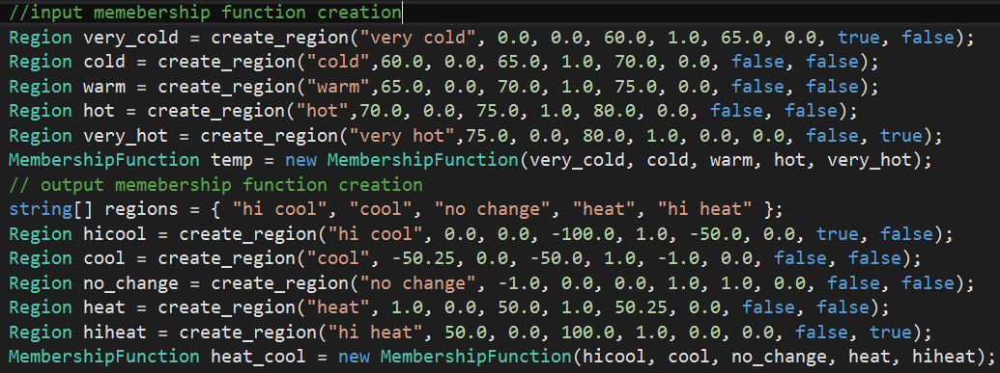 //input memebership function creation
Region very_cold = create_region("very cold", 0.0, 0.0, 60.0, 1.0, 65.0, 0.0, true, false);
Region cold = create_region("cold",60.0, 0.0, 65.0, 1.0, 70.0, 0.0, false, false);
Region warm = create_region("warm",65.0, 0.0, 70.0, 1.0, 75.0, 0.0, false, false);
Region hot = create_region("hot",70.0, 0.0, 75.0, 1.0, 80.0, 0.0, false, false);
Region very_hot = create_region("very hot",75.0, 0.0, 80.0, 1.0, 0.0, 0.0, false, true);
MembershipFunction temp = new MembershipFunction(very_cold, cold, warm, hot, very_hot);
// output memebership function creation
string[] regions = { "hi cool", "cool", "no change", "heat", "hi heat" };
Region hicool = create_region("hi cool", 0.0, 0.0, -100.0, 1.0, -50.0, 0.0, true, false);
Region cool = create_region("cool", -50.25, 0.0, -50.0, 1.0, -1.0, 0.0, false, false);
Region no_change = create_region("no change", -1.0, 0.0, 0.0, 1.0, 1.0, 0.0, false, false);
Region heat = create_region("heat", 1.0, 0.0, 50.0, 1.0, 50.25, 0.0, false, false);
Region hiheat = create_region("hi heat", 50.0, 0.0, 100.0, 1.0, 0.0, 0.0, false, true);
MembershipFunction heat_cool = new MembershipFunction(hicool, cool, no_change, heat, hiheat);